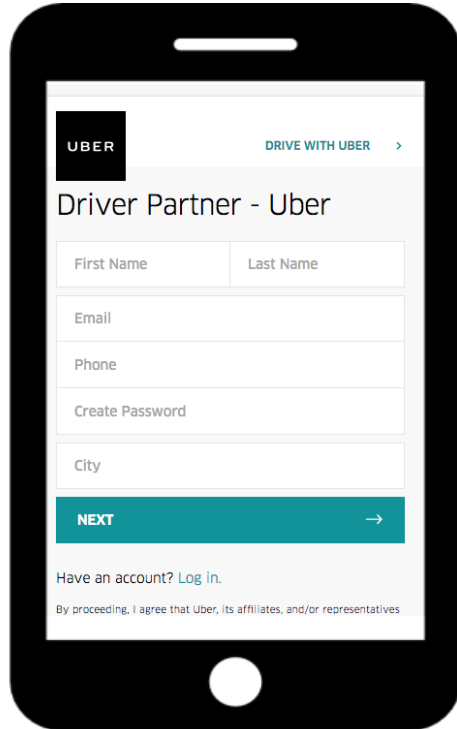 UBER
DRIVE WITH UBER >
Driver Partner - Uber
First Name Last Name
Email
Phone
Create Password
City
NEXT →
Have an account? Log in.
By proceeding, I agree that Uber, its affiliates, and/or representatives